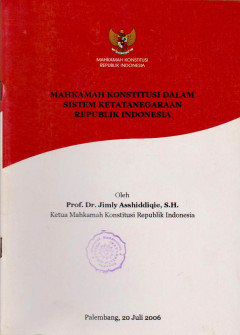 MAHKAMAH KONSTITUSI
REPUBLIK INDONESIA
MAHKAMAH KONSTITUSI DALAM
SISTEM KETATANEGARAAN
REPUBLIK INDONESIA
Oleh
Prof. Dr. Jimly Asshiddiqie, S.H.
Ketua Mahkamah Konstitusi Republik Indonesia
Palembang, 20 Juli 2006